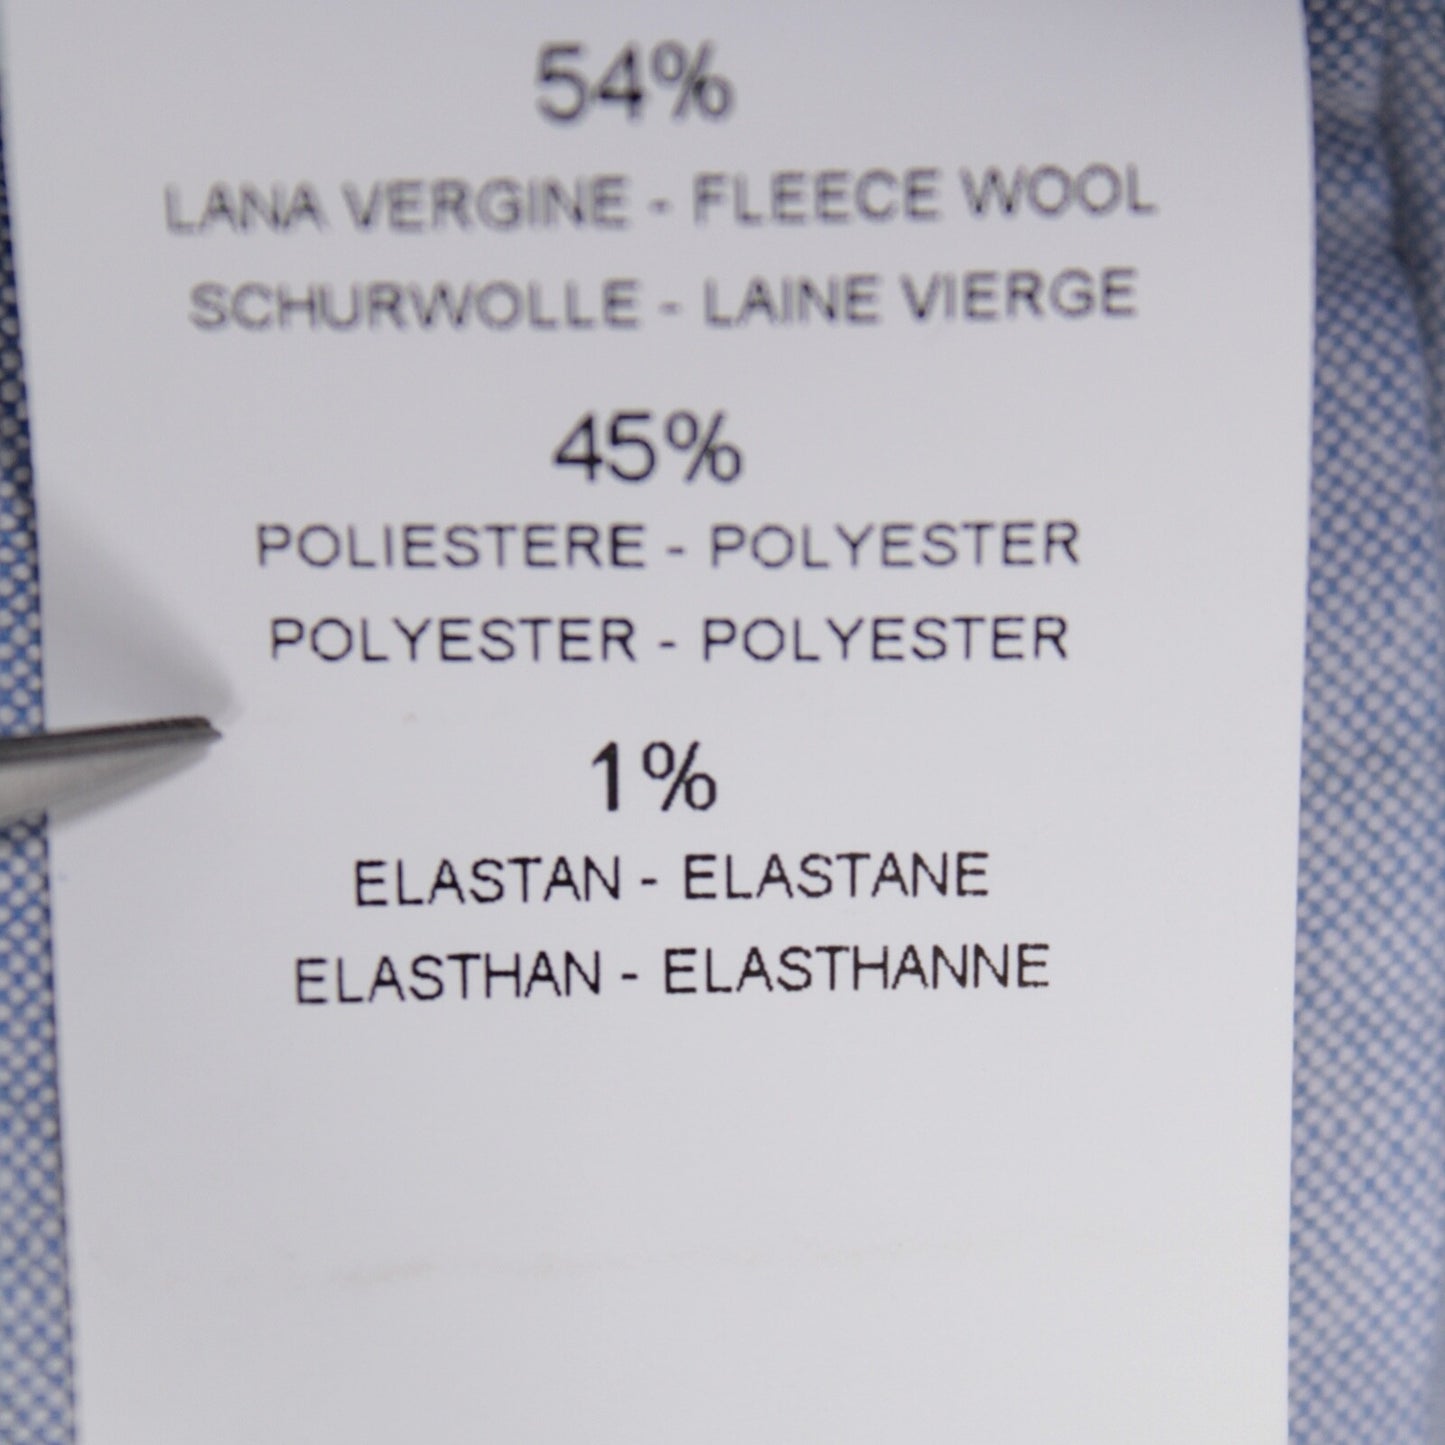 54%
LANA VERGINE - FLEECE WOOL
SCHURWOLLE - LAINE VIERGE
45%
POLIESTERE - POLYESTER
POLYESTER - POLYESTER
1%
ELASTAN - ELASTANE
ELASTHAN - ELASTHANNE